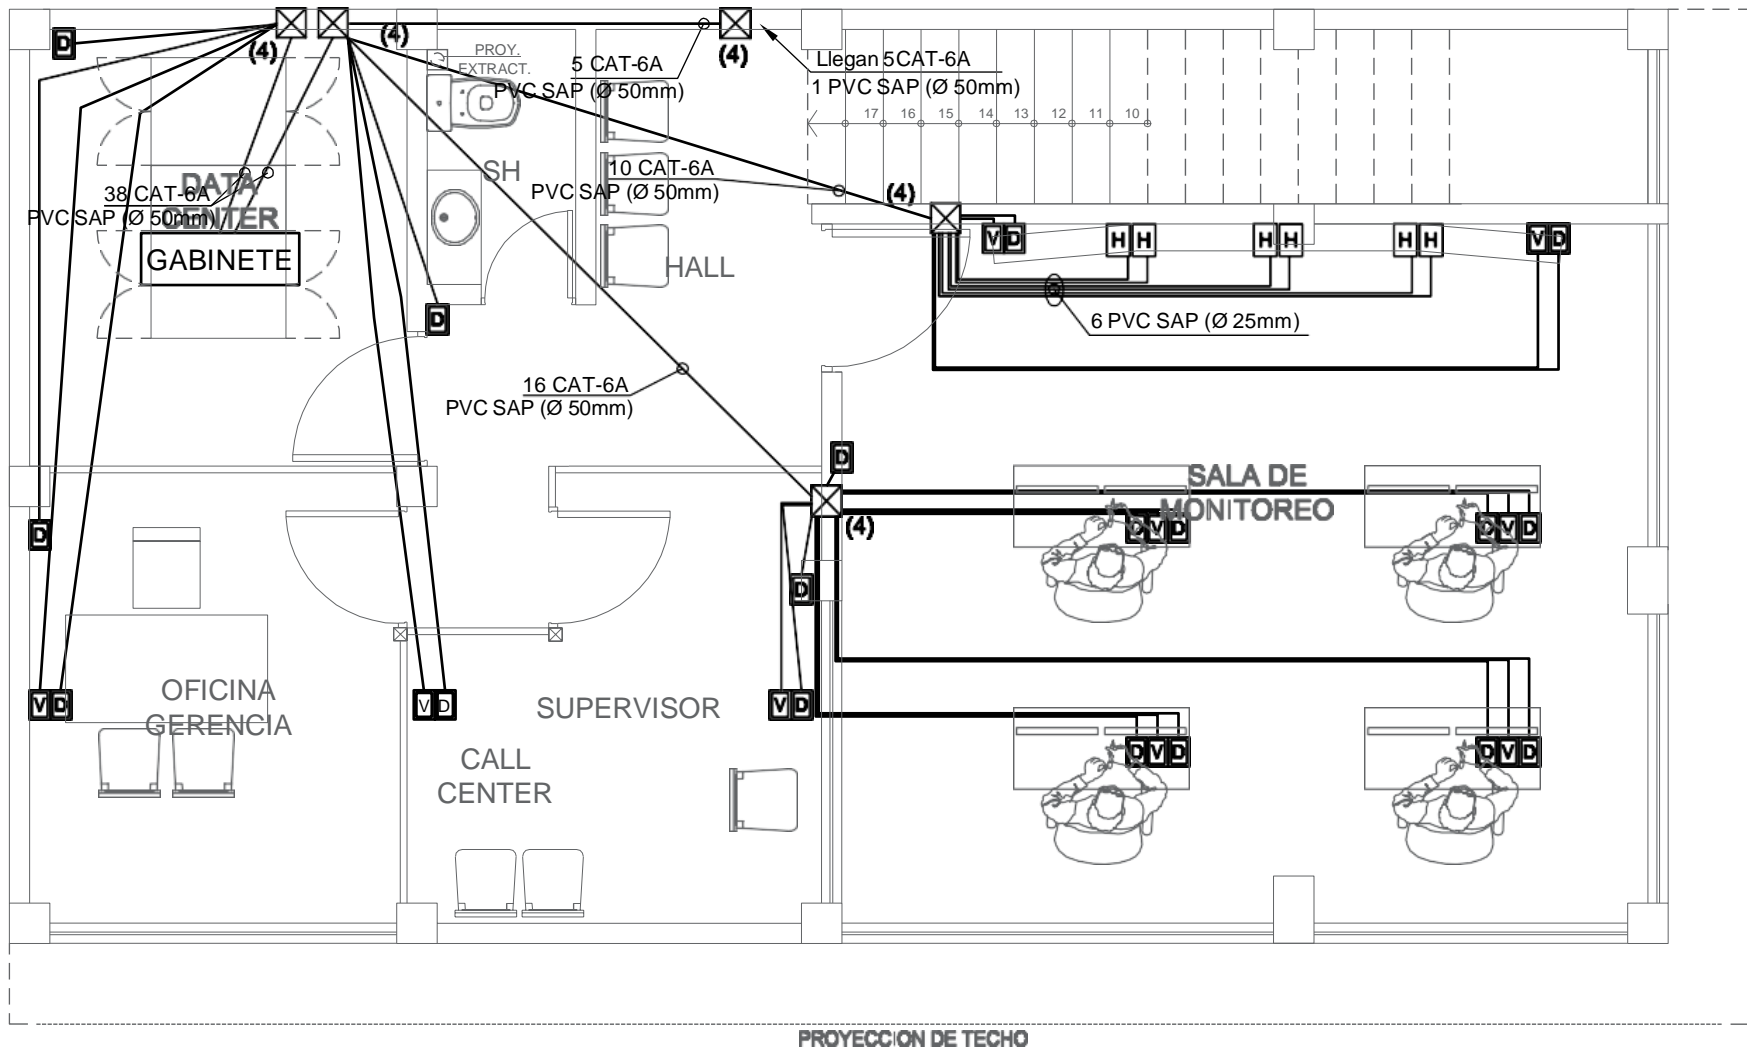 D
(4)
(4)
(4)
PROY.
EXTRACT.
5 CAT-6A
PVC SAP (Ø 50mm)
Llegan 5CAT-6A
1 PVC SAP (Ø 50mm)
17 16 15 14 13 12 11 10
SH
10 CAT-6A
PVC SAP (Ø 50mm)
(4)
38 CAT-6A
PVC SAP (Ø 50mm)
DATA
CENTER
GABINETE
HALL
V D
H H
H H
H H
V D
D
6 PVC SAP (Ø 25mm)
16 CAT-6A
PVC SAP (Ø 50mm)
D
SALA DE
MONITOREO
(4)
D
D V D
D V D
D
V D
OFICINA
GERENCIA
V D
SUPERVISOR
V D
CALL
CENTER
D V D
D V D
PROYECCION DE TECHO